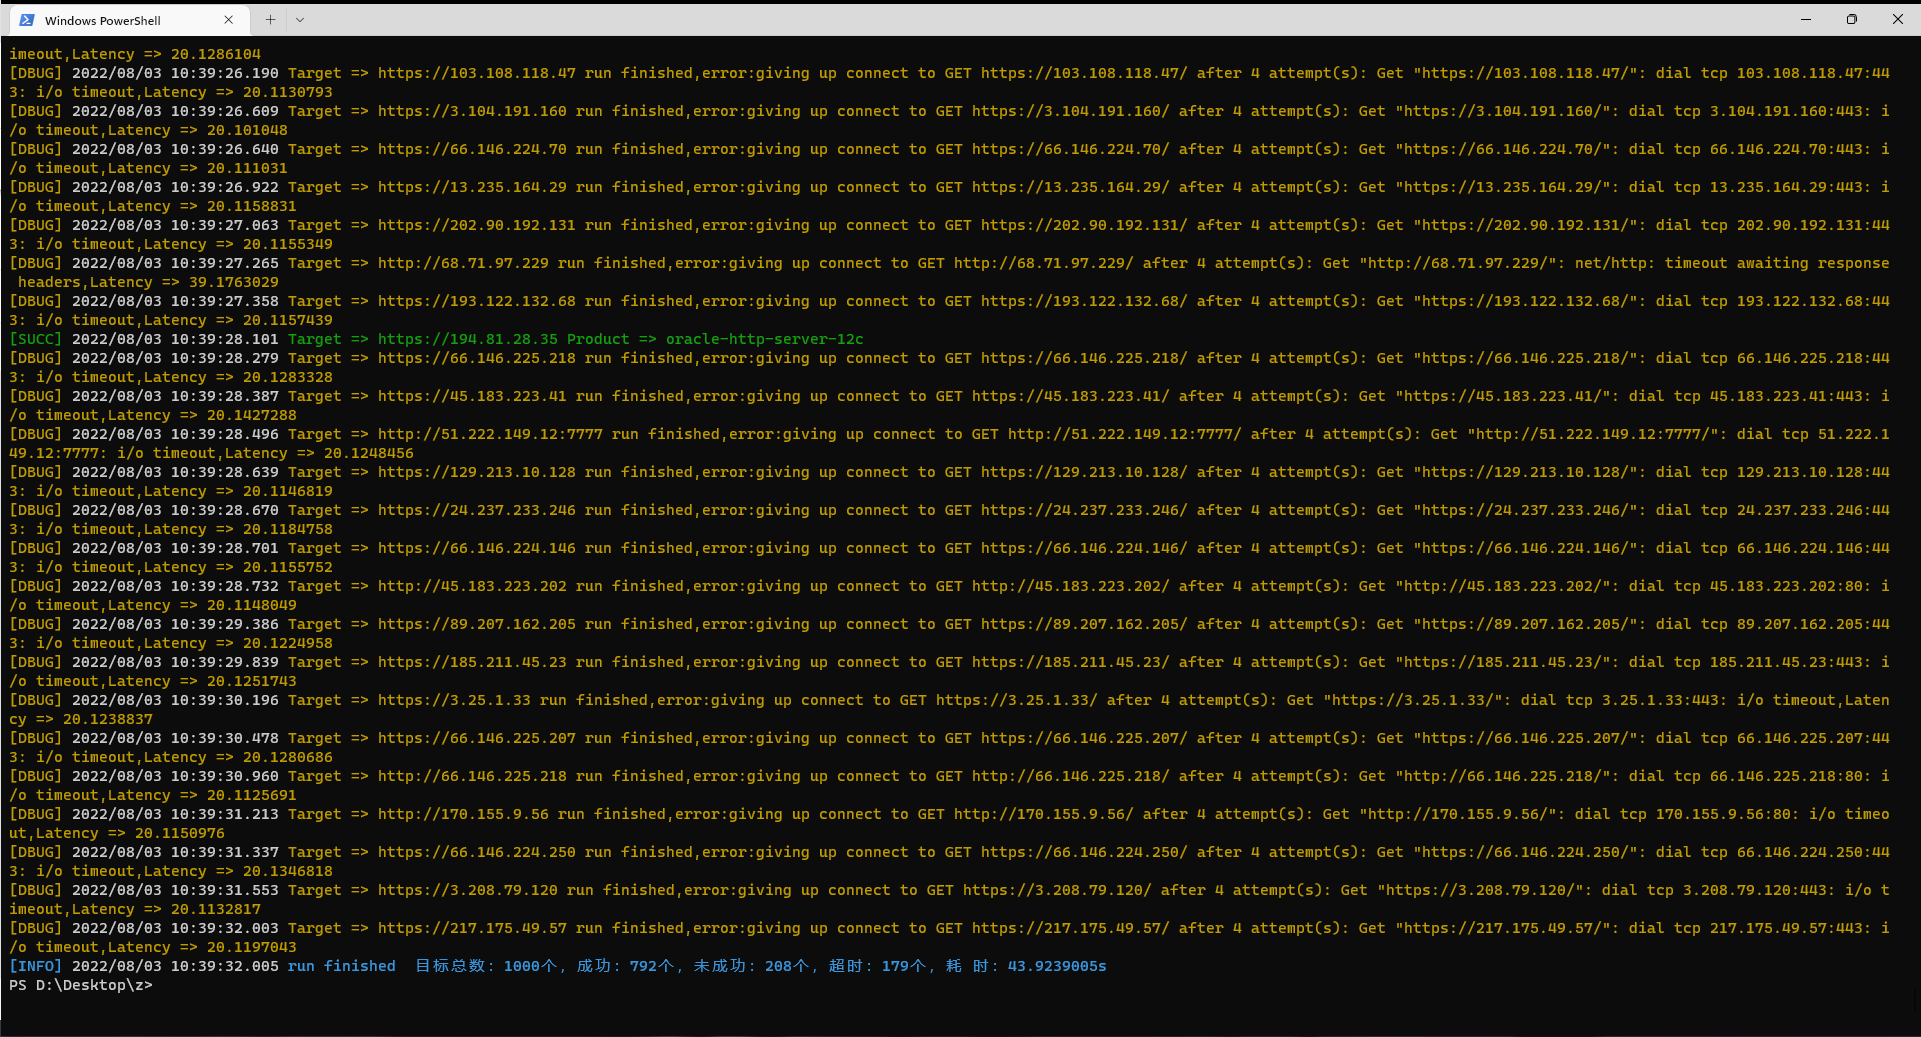 Windows PowerShell
imeout,Latency => 20.1286104
[DBUG] 2022/08/03 10:39:26.190 Target => https://103.108.118.47 run finished,error:giving up connect to GET https://103.108.118.47/ after 4 attempt(s): Get "https://103.108.118.47/": dial tcp 103.108.118.47:44
3: i/o timeout,Latency => 20.1130793
[DBUG] 2022/08/03 10:39:26.609 Target => https://3.104.191.160 run finished,error:giving up connect to GET https://3.104.191.160/ after 4 attempt(s): Get "https://3.104.191.160/": dial tcp 3.104.191.160:443: i
/o timeout,Latency => 20.101048
[DBUG] 2022/08/03 10:39:26.640 Target => https://66.146.224.70 run finished,error:giving up connect to GET https://66.146.224.70/ after 4 attempt(s): Get "https://66.146.224.70/": dial tcp 66.146.224.70:443: i
/o timeout,Latency => 20.111031
[DBUG] 2022/08/03 10:39:26.922 Target => https://13.235.164.29 run finished,error:giving up connect to GET https://13.235.164.29/ after 4 attempt(s): Get "https://13.235.164.29/": dial tcp 13.235.164.29:443: i
/o timeout,Latency => 20.1158831
[DBUG] 2022/08/03 10:39:27.063 Target => https://202.90.192.131 run finished,error:giving up connect to GET https://202.90.192.131/ after 4 attempt(s): Get "https://202.90.192.131/": dial tcp 202.90.192.131:44
3: i/o timeout,Latency => 20.1155349
[DBUG] 2022/08/03 10:39:27.265 Target => http://68.71.97.229 run finished,error:giving up connect to GET http://68.71.97.229/ after 4 attempt(s): Get "http://68.71.97.229/": net/http: timeout awaiting response
headers,Latency => 39.1763029
[DBUG] 2022/08/03 10:39:27.358 Target => https://193.122.132.68 run finished,error:giving up connect to GET https://193.122.132.68/ after 4 attempt(s): Get "https://193.122.132.68/": dial tcp 193.122.132.68:44
3: i/o timeout,Latency => 20.1157439
[SUCC] 2022/08/03 10:39:28.101 Target => https://194.81.28.35 Product => oracle-http-server-12c
[DBUG] 2022/08/03 10:39:28.279 Target => https://66.146.225.218 run finished,error:giving up connect to GET https://66.146.225.218/ after 4 attempt(s): Get "https://66.146.225.218/": dial tcp 66.146.225.218:44
3: i/o timeout,Latency => 20.1283328
[DBUG] 2022/08/03 10:39:28.387 Target => https://45.183.223.41 run finished,error:giving up connect to GET https://45.183.223.41/ after 4 attempt(s): Get "https://45.183.223.41/": dial tcp 45.183.223.41:443: i
/o timeout,Latency => 20.1427288
[DBUG] 2022/08/03 10:39:28.496 Target => http://51.222.149.12:7777 run finished,error:giving up connect to GET http://51.222.149.12:7777/ after 4 attempt(s): Get "http://51.222.149.12:7777/": dial tcp 51.222.1
49.12:7777: i/o timeout,Latency => 20.1248456
[DBUG] 2022/08/03 10:39:28.639 Target => https://129.213.10.128 run finished,error:giving up connect to GET https://129.213.10.128/ after 4 attempt(s): Get "https://129.213.10.128/": dial tcp 129.213.10.128:44
3: i/o timeout,Latency => 20.1146819
[DBUG] 2022/08/03 10:39:28.670 Target => https://24.237.233.246 run finished,error:giving up connect to GET https://24.237.233.246/ after 4 attempt(s): Get "https://24.237.233.246/": dial tcp 24.237.233.246:44
3: i/o timeout,Latency => 20.1184758
[DBUG] 2022/08/03 10:39:28.701 Target => https://66.146.224.146 run finished,error:giving up connect to GET https://66.146.224.146/ after 4 attempt(s): Get "https://66.146.224.146/": dial tcp 66.146.224.146:44
3: i/o timeout,Latency => 20.1155752
[DBUG] 2022/08/03 10:39:28.732 Target => http://45.183.223.202 run finished,error:giving up connect to GET http://45.183.223.202/ after 4 attempt(s): Get "http://45.183.223.202/": dial tcp 45.183.223.202:80: i
/o timeout,Latency => 20.1148049
[DBUG] 2022/08/03 10:39:29.386 Target => https://89.207.162.205 run finished,error:giving up connect to GET https://89.207.162.205/ after 4 attempt(s): Get "https://89.207.162.205/": dial tcp 89.207.162.205:44
3: i/o timeout,Latency => 20.1224958
[DBUG] 2022/08/03 10:39:29.839 Target => https://185.211.45.23 run finished,error:giving up connect to GET https://185.211.45.23/ after 4 attempt(s): Get "https://185.211.45.23/": dial tcp 185.211.45.23:443: i
/o timeout,Latency => 20.1251743
[DBUG] 2022/08/03 10:39:30.196 Target => https://3.25.1.33 run finished,error:giving up connect to GET https://3.25.1.33/ after 4 attempt(s): Get "https://3.25.1.33/": dial tcp 3.25.1.33:443: i/o timeout,Laten
cy => 20.1238837
[DBUG] 2022/08/03 10:39:30.478 Target => https://66.146.225.207 run finished,error:giving up connect to GET https://66.146.225.207/ after 4 attempt(s): Get "https://66.146.225.207/": dial tcp 66.146.225.207:44
3: i/o timeout,Latency => 20.1280686
[DBUG] 2022/08/03 10:39:30.960 Target => http://66.146.225.218 run finished,error:giving up connect to GET http://66.146.225.218/ after 4 attempt(s): Get "http://66.146.225.218/": dial tcp 66.146.225.218:80: i
/o timeout,Latency => 20.1125691
[DBUG] 2022/08/03 10:39:31.213 Target => http://170.155.9.56 run finished,error:giving up connect to GET http://170.155.9.56/ after 4 attempt(s): Get "http://170.155.9.56/": dial tcp 170.155.9.56:80: i/o timeo
ut,Latency => 20.1150976
[DBUG] 2022/08/03 10:39:31.337 Target => https://66.146.224.250 run finished,error:giving up connect to GET https://66.146.224.250/ after 4 attempt(s): Get "https://66.146.224.250/": dial tcp 66.146.224.250:44
3: i/o timeout,Latency => 20.1346818
[DBUG] 2022/08/03 10:39:31.553 Target => https://3.208.79.120 run finished,error:giving up connect to GET https://3.208.79.120/ after 4 attempt(s): Get "https://3.208.79.120/": dial tcp 3.208.79.120:443: i/o t
imeout,Latency => 20.1132817
[DBUG] 2022/08/03 10:39:32.003 Target => https://217.175.49.57 run finished,error:giving up connect to GET https://217.175.49.57/ after 4 attempt(s): Get "https://217.175.49.57/": dial tcp 217.175.49.57:443: i
/o timeout,Latency => 20.1197043
[INFO] 2022/08/03 10:39:32.005 run finished  目标总数: 1000个, 成功: 792个, 未成功: 208个, 超时: 179个, 耗 时: 43.9239005s
PS D:\Desktop\z>